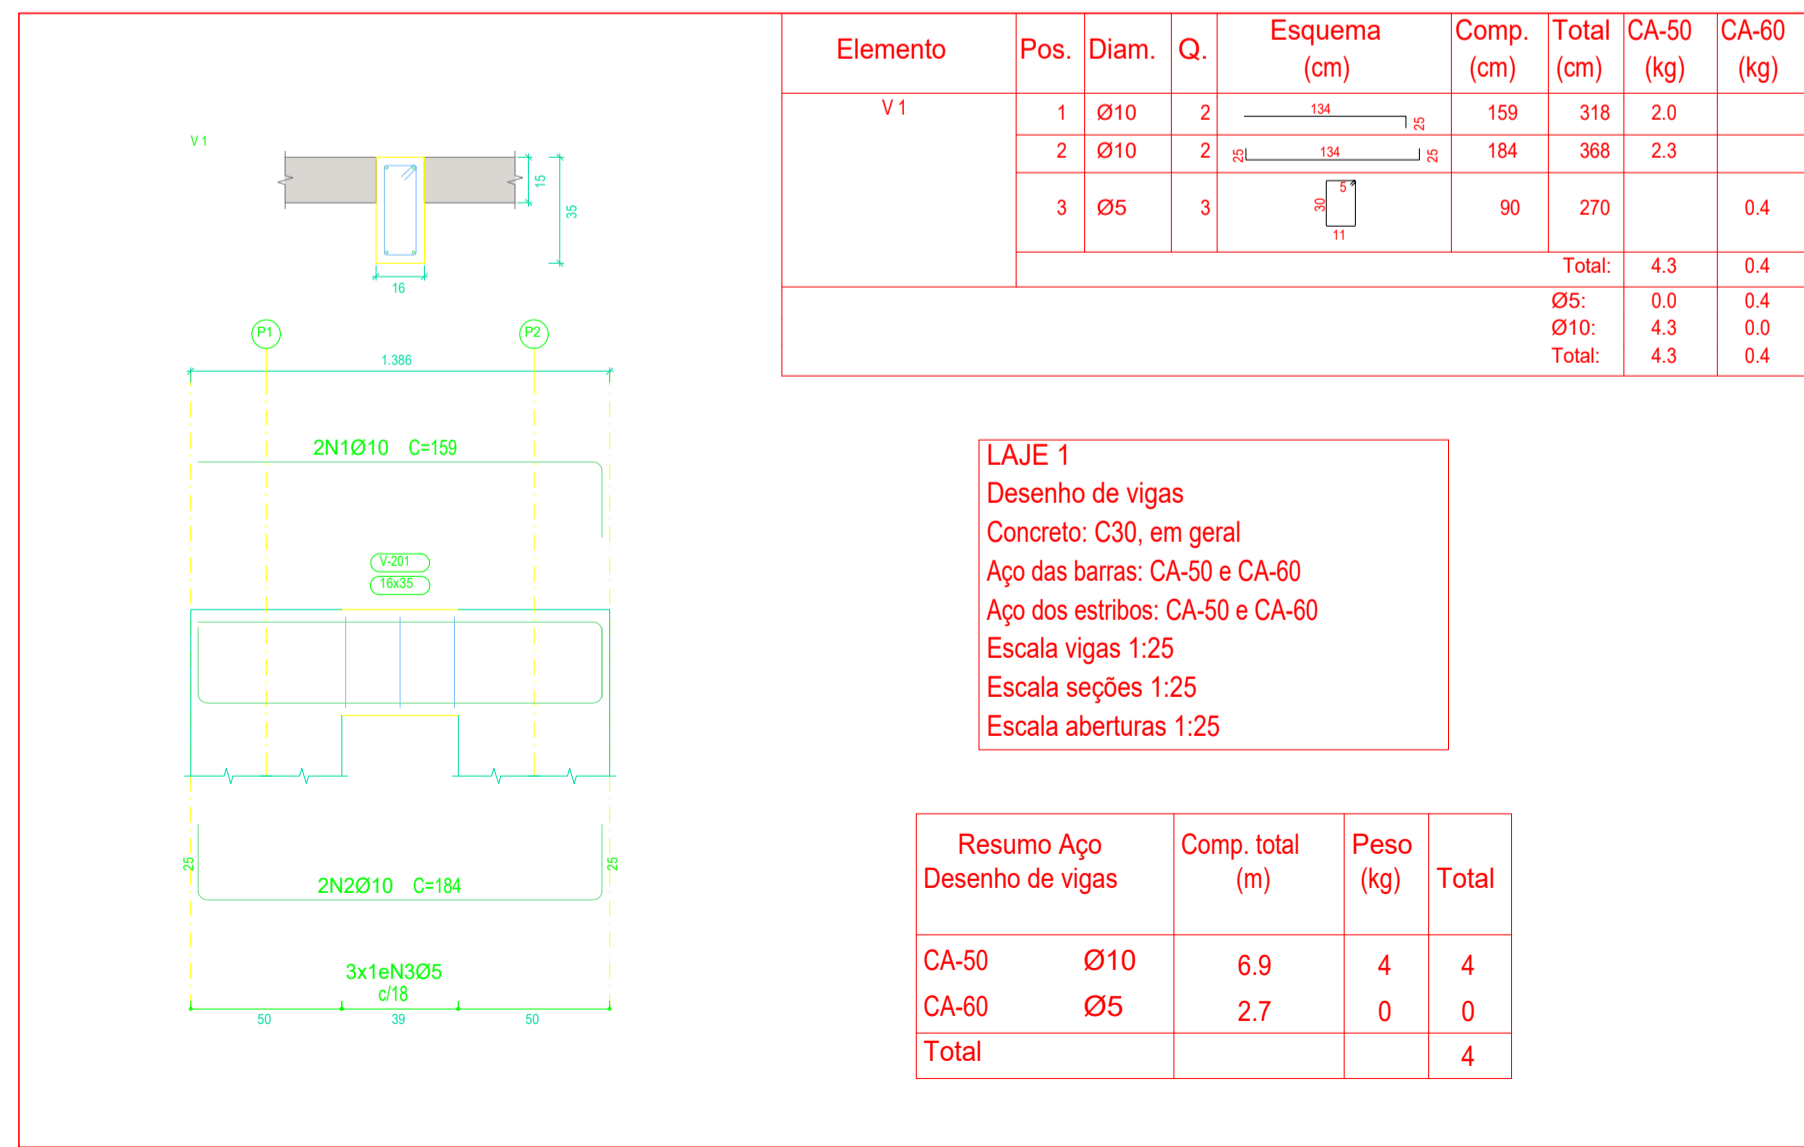 Elemento Pos. Diam. Q. Esquema (cm) Comp. (cm) Total (cm) CA-50 (kg) CA-60 (kg)
V 1 1 Ø10 2 134 25 159 318 2.0
2 Ø10 2 25 134 25 184 368 2.3
3 Ø5 3 5 30 11 90 270 0.4
Total: 4.3 0.4
Ø5: 0.0 0.4
Ø10: 4.3 0.0
Total: 4.3 0.4
V 1
15
35
16
P1 P2
1.386
2N1Ø10 C=159
V-201
16x35
25 25
2N2Ø10 C=184
3x1eN3Ø5
c/18
50 39 50
LAJE 1
Desenho de vigas
Concreto: C30, em geral
Aço das barras: CA-50 e CA-60
Aço dos estribos: CA-50 e CA-60
Escala vigas 1:25
Escala seções 1:25
Escala aberturas 1:25
Resumo Aço Comp. total Peso
Desenho de vigas (m) (kg) Total
CA-50 Ø10 6.9 4 4
CA-60 Ø5 2.7 0 0
Total 4